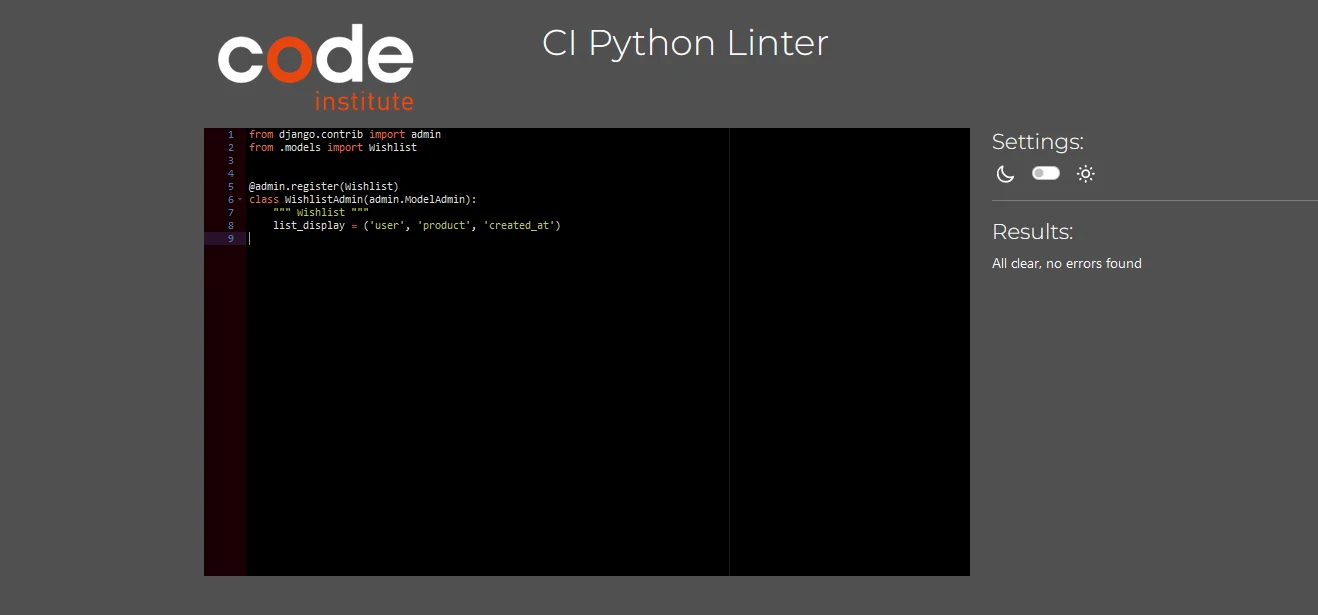 code
institute
CI Python Linter
1 from django.contrib import admin
2 from .models import Wishlist
3
4
5 @admin.register(Wishlist)
6 class WishlistAdmin(admin.ModelAdmin):
7     """ Wishlist """
8     list_display = ('user', 'product', 'created_at')
9
Settings:
Results:
All clear, no errors found